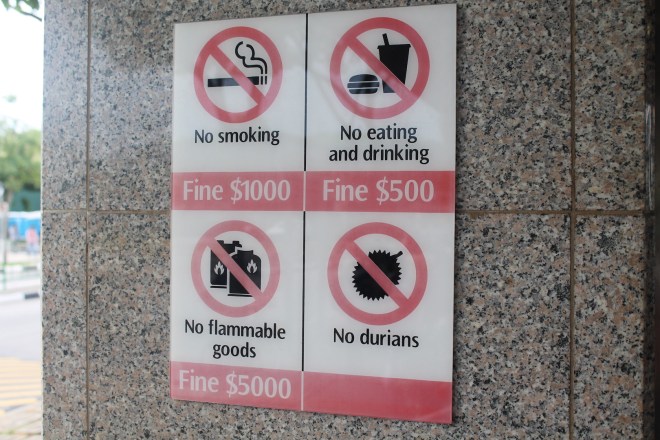 No smoking
Fine $1000
No eating
and drinking
Fine $500
No flammable
goods
Fine $5000
No durians